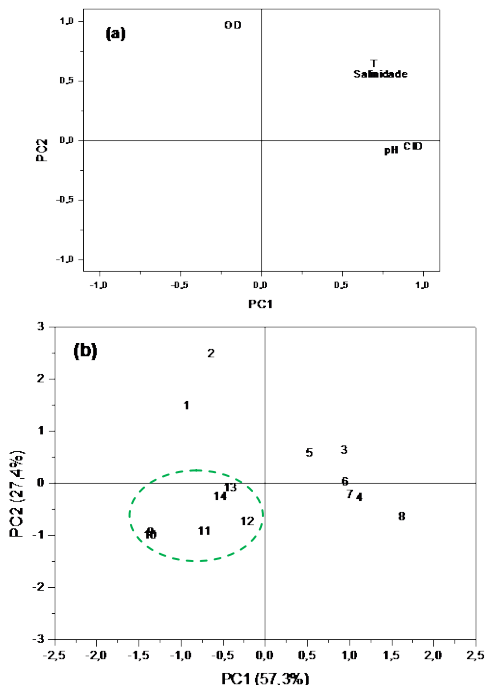 (a)
1,0
0,5
0,0
-0,5
-1,0
PC2
OD
T
Salinidade
pH
CID
-1,0 -0,5 0,0 0,5 1,0
PC1
(b)
3
2
1
0
-1
-2
-3
PC2 (27,4%)
2
1
5 3
6
7 4
8
13
14
12
11
9
10
-2,5 -2,0 -1,5 -1,0 -0,5 0,0 0,5 1,0 1,5 2,0 2,5
PC1 (57,3%)